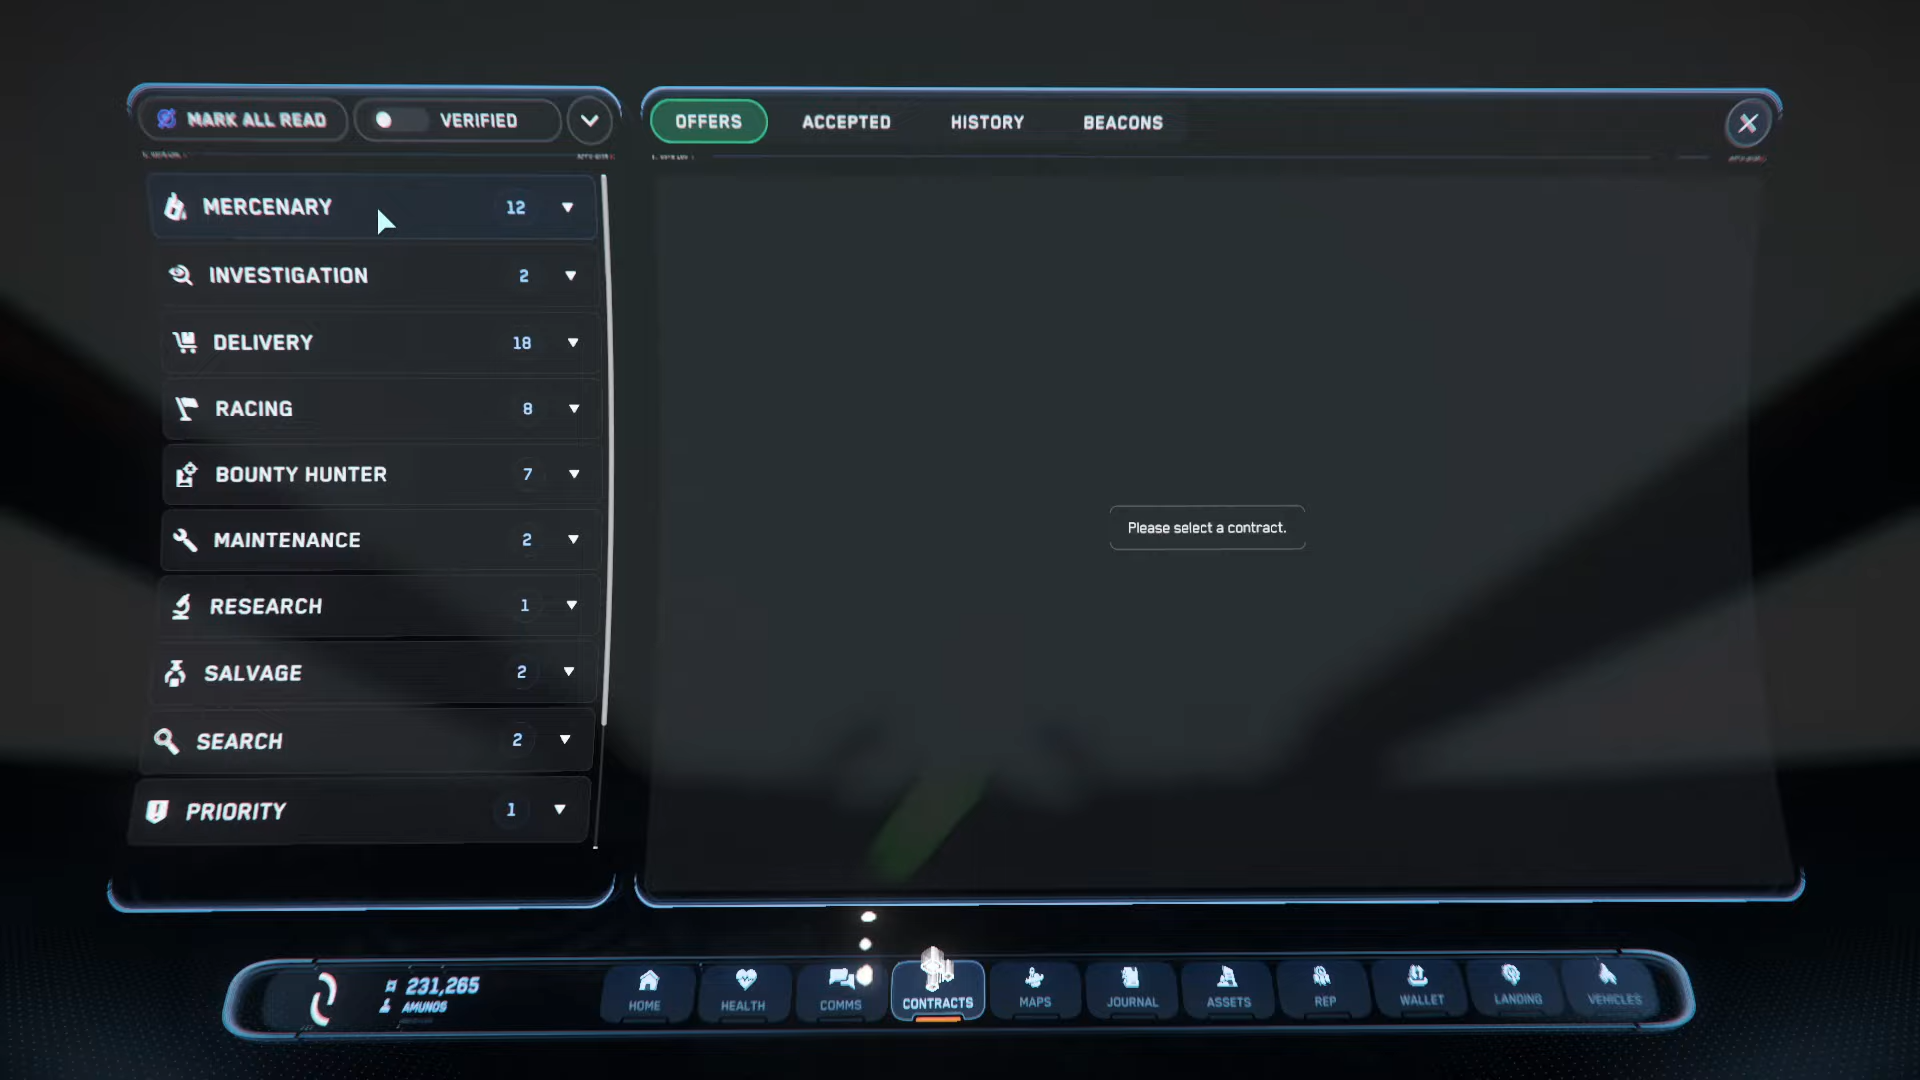 MARK ALL READ
VERIFIED
OFFERS
ACCEPTED
HISTORY
BEACONS
MERCENARY 12
INVESTIGATION 2
DELIVERY 18
RACING 8
BOUNTY HUNTER 7
MAINTENANCE 2
RESEARCH 1
SALVAGE 2
SEARCH 2
PRIORITY 1
Please select a contract.
231,265
AMUNOS
HOME
HEALTH
COMMS
CONTRACTS
MAPS
JOURNAL
ASSETS
REP
WALLET
LANDING
VEHICLES